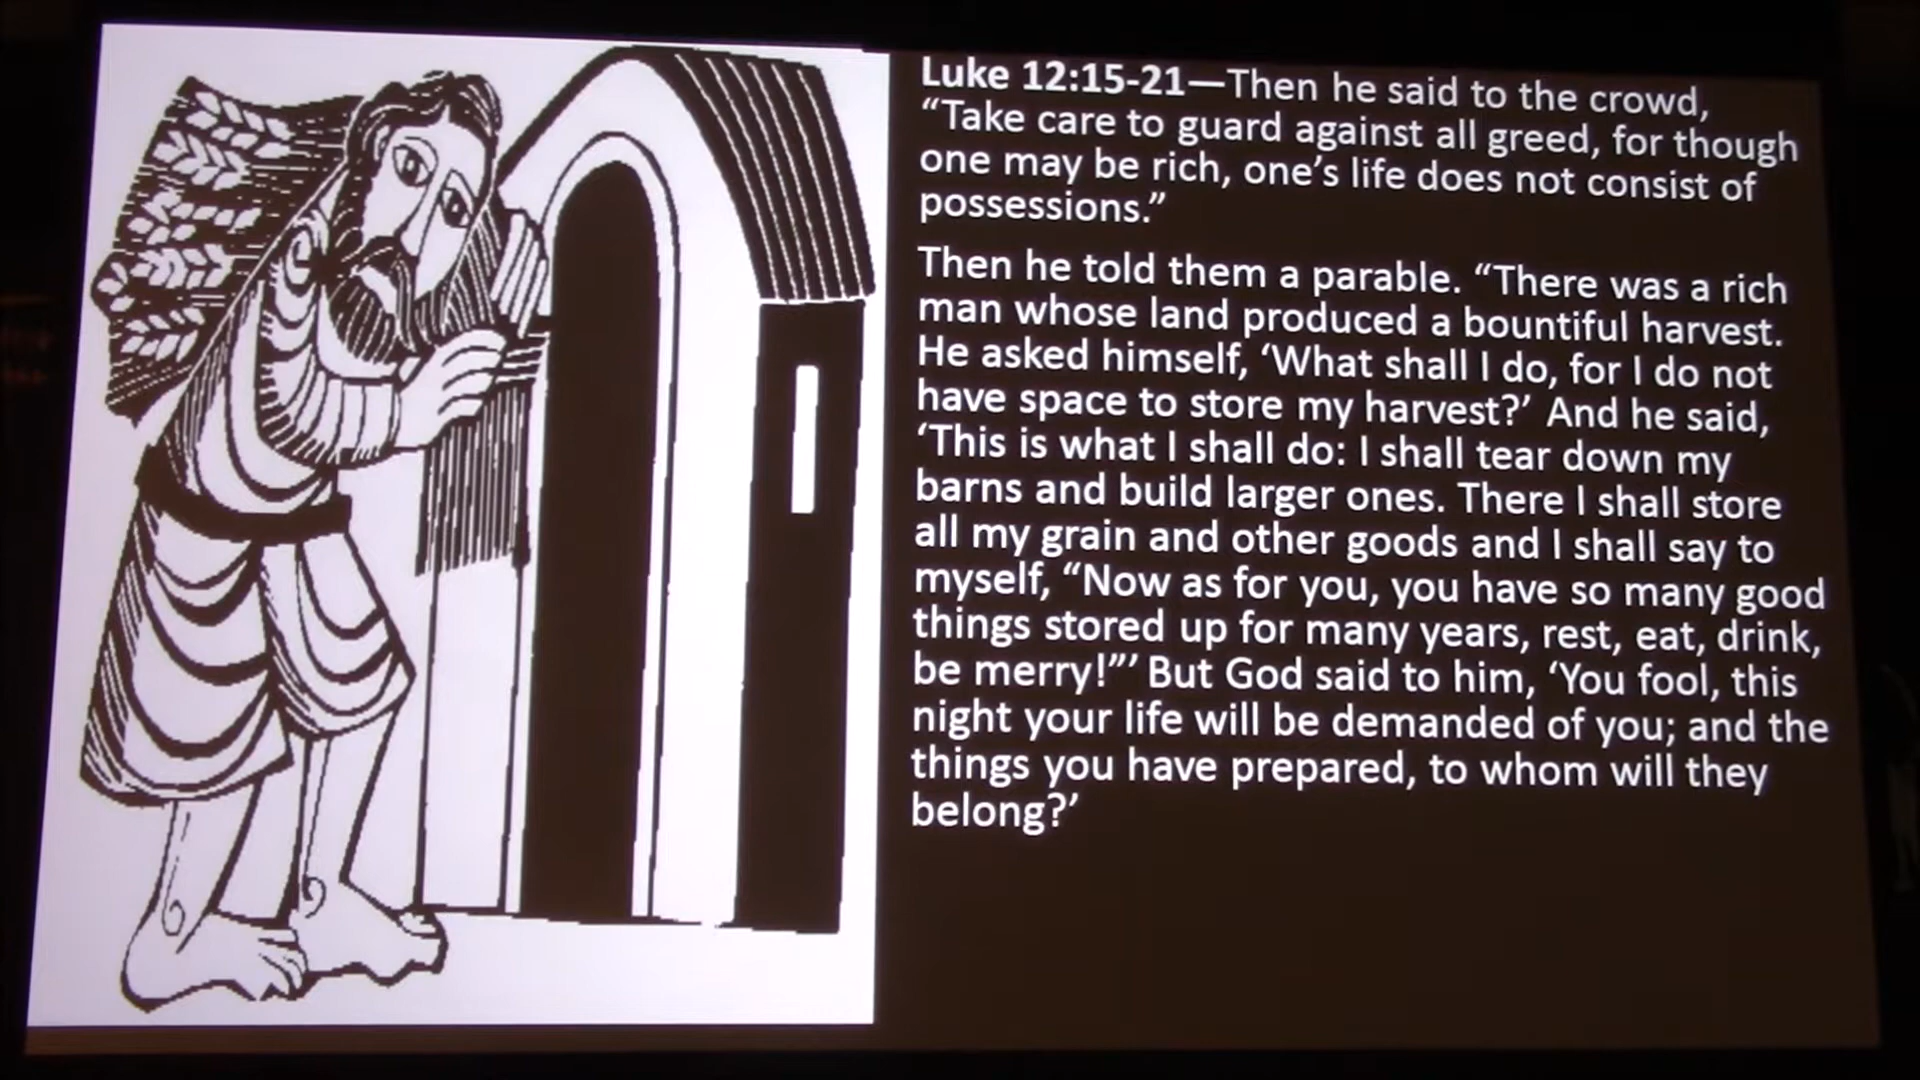 Luke 12:15-21—Then he said to the crowd,
“Take care to guard against all greed, for though
one may be rich, one’s life does not consist of
possessions.”
Then he told them a parable. “There was a rich
man whose land produced a bountiful harvest.
He asked himself, ‘What shall I do, for I do not
have space to store my harvest?’ And he said,
‘This is what I shall do: I shall tear down my
barns and build larger ones. There I shall store
all my grain and other goods and I shall say to
myself, “Now as for you, you have so many good
things stored up for many years, rest, eat, drink,
be merry!”’ But God said to him, ‘You fool, this
night your life will be demanded of you; and the
things you have prepared, to whom will they
belong?’